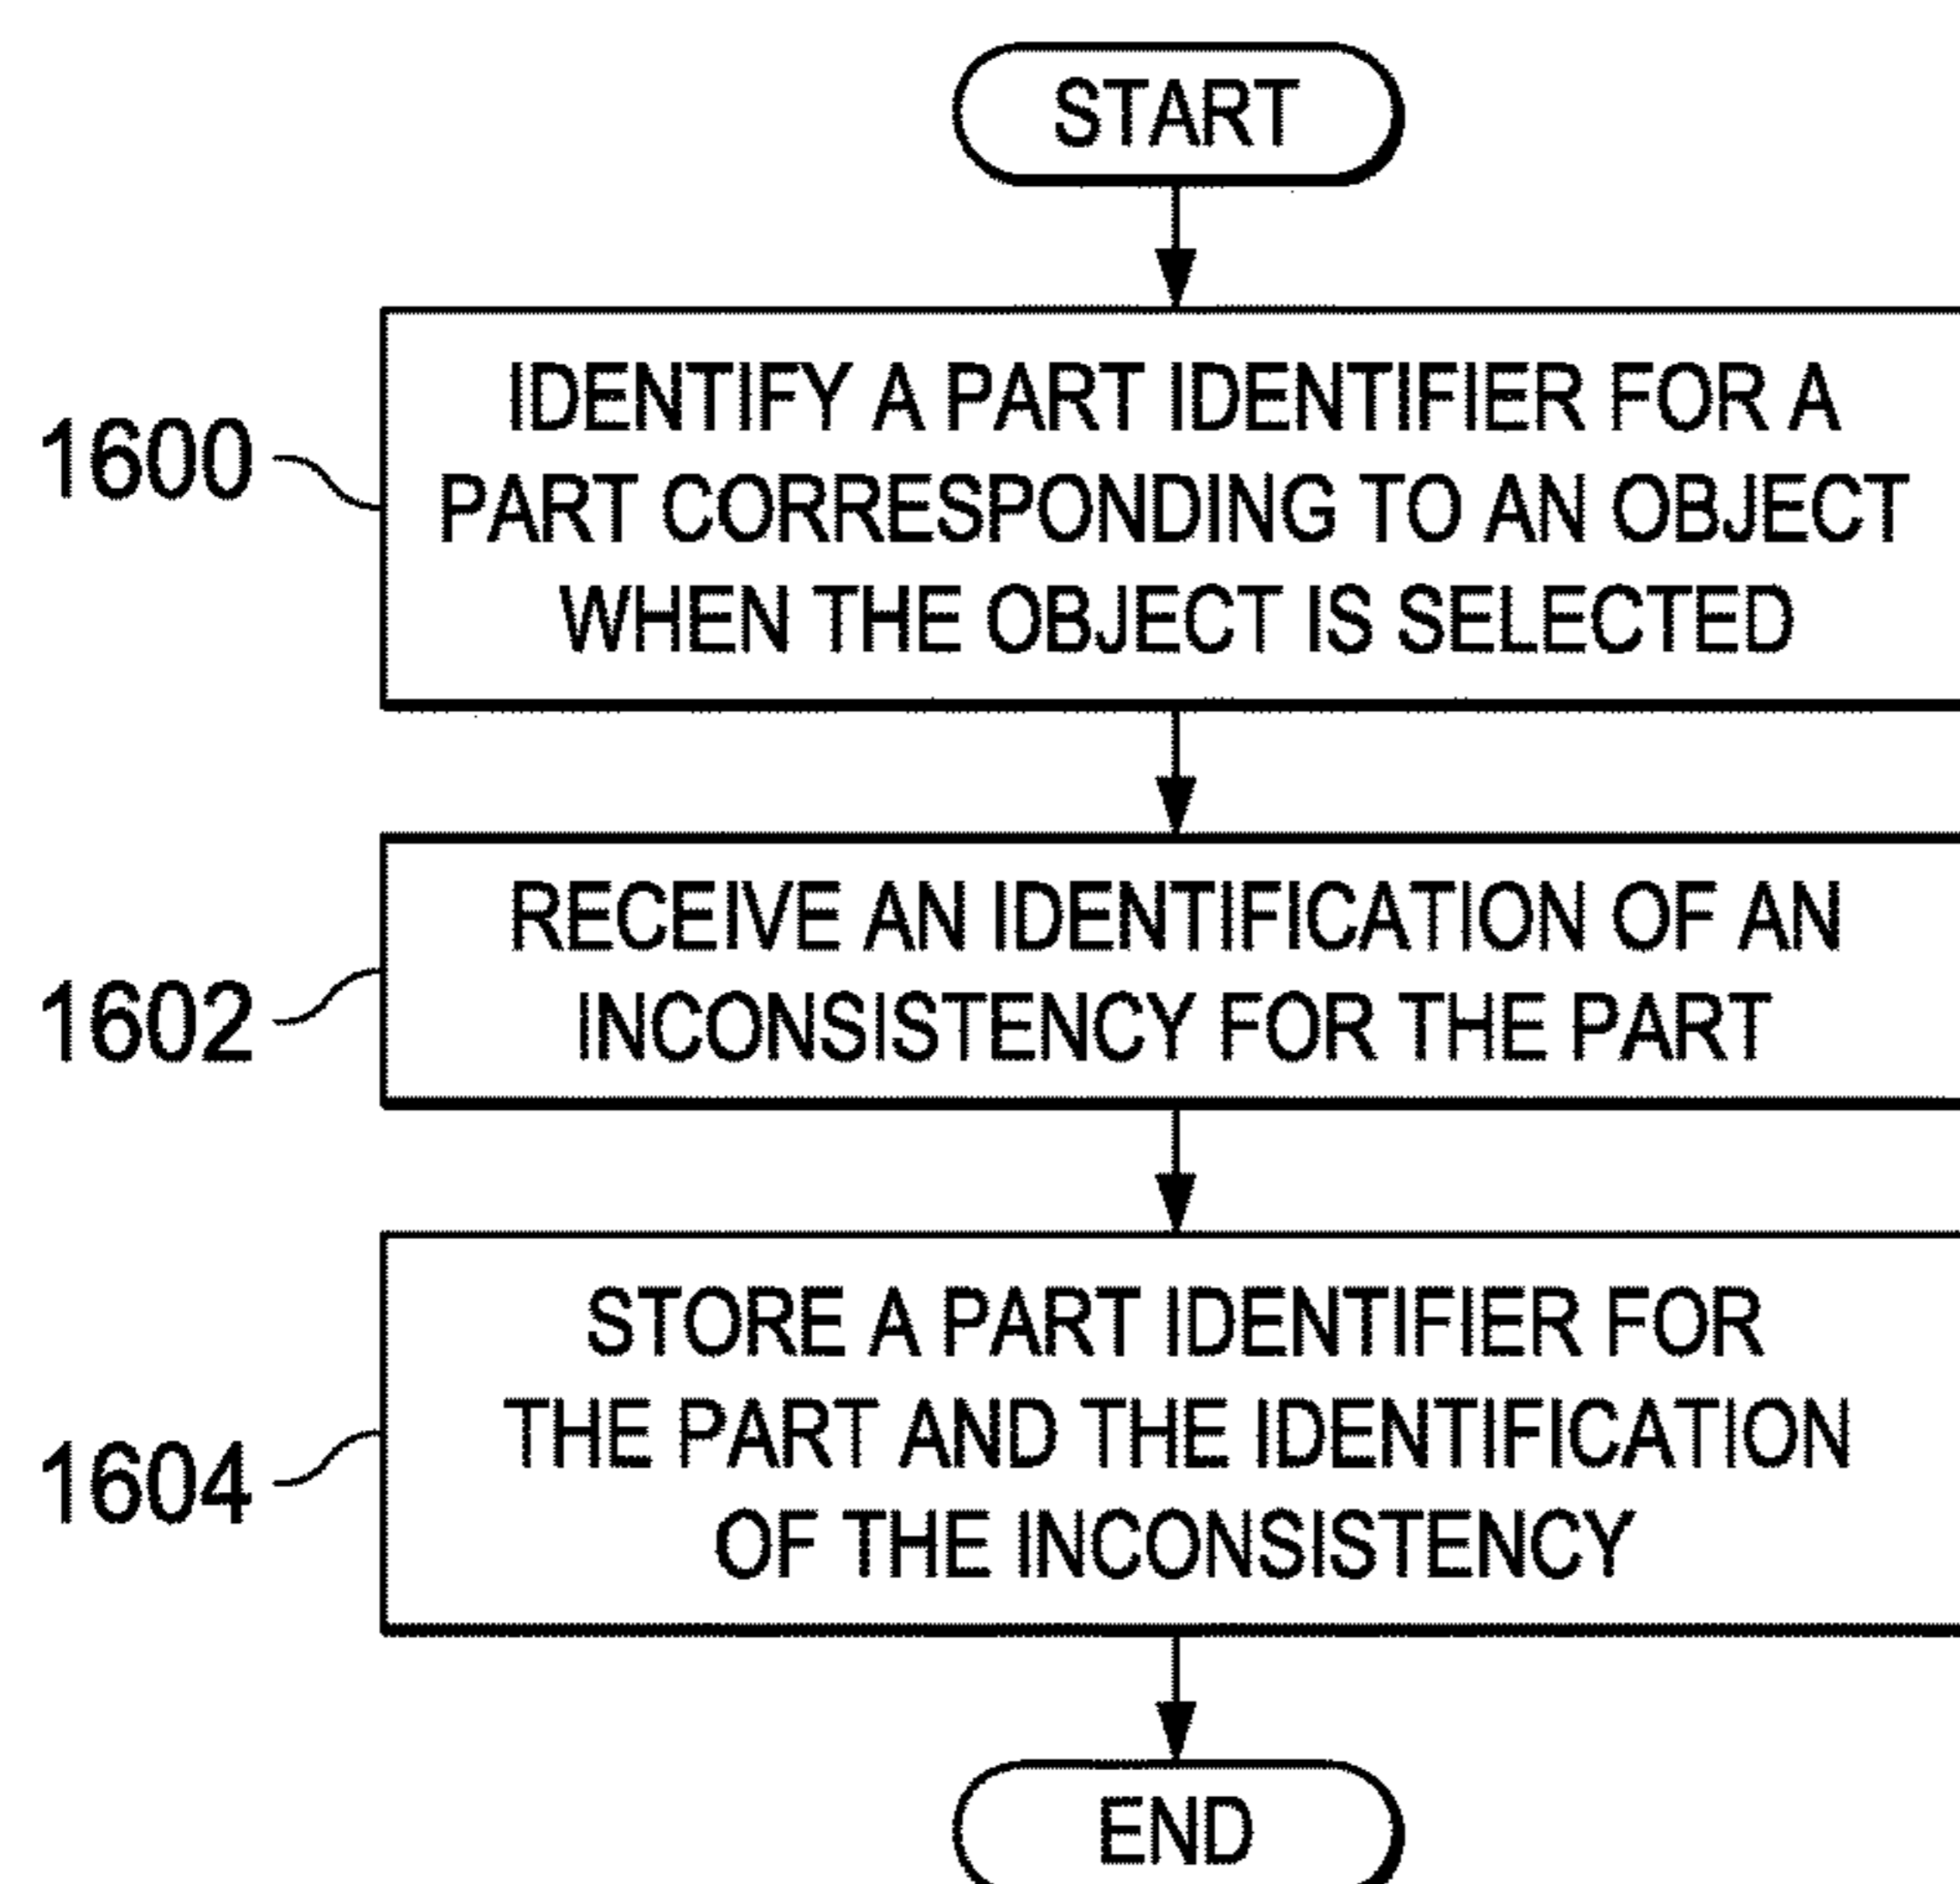 START
1600
IDENTIFY A PART IDENTIFIER FOR A
PART CORRESPONDING TO AN OBJECT
WHEN THE OBJECT IS SELECTED
1602
RECEIVE AN IDENTIFICATION OF AN
INCONSISTENCY FOR THE PART
1604
STORE A PART IDENTIFIER FOR
THE PART AND THE IDENTIFICATION
OF THE INCONSISTENCY
END